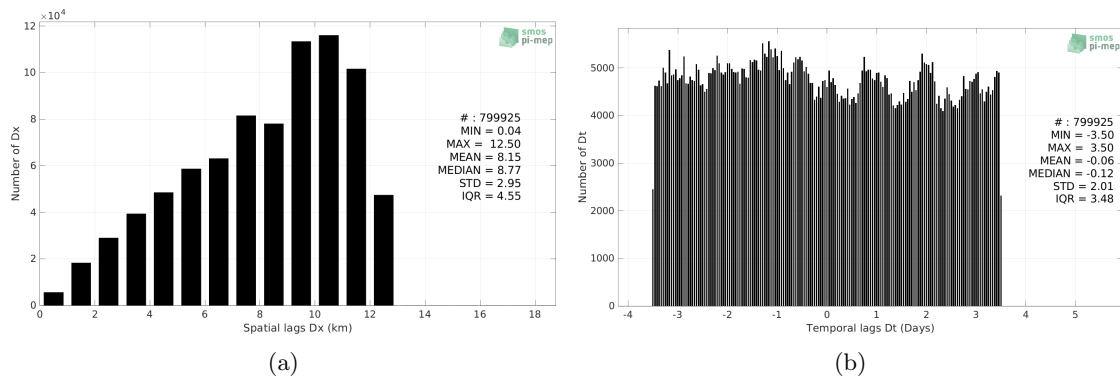 ×10⁴
12
10
8
6
4
2
0
0 2 4 6 8 10 12 14 16 18
Number of Dx
Spatial lags Dx (km)
smos
pi-mep
# : 799925
MIN = 0.04
MAX = 12.50
MEAN = 8.15
MEDIAN = 8.77
STD = 2.95
IQR = 4.55
(a)
5000
4000
3000
2000
1000
0
-4 -3 -2 -1 0 1 2 3 4 5
Number of Dt
Temporal lags Dt (Days)
smos
pi-mep
# : 799925
MIN = -3.50
MAX = 3.50
MEAN = -0.06
MEDIAN = -0.12
STD = 2.01
IQR = 3.48
(b)